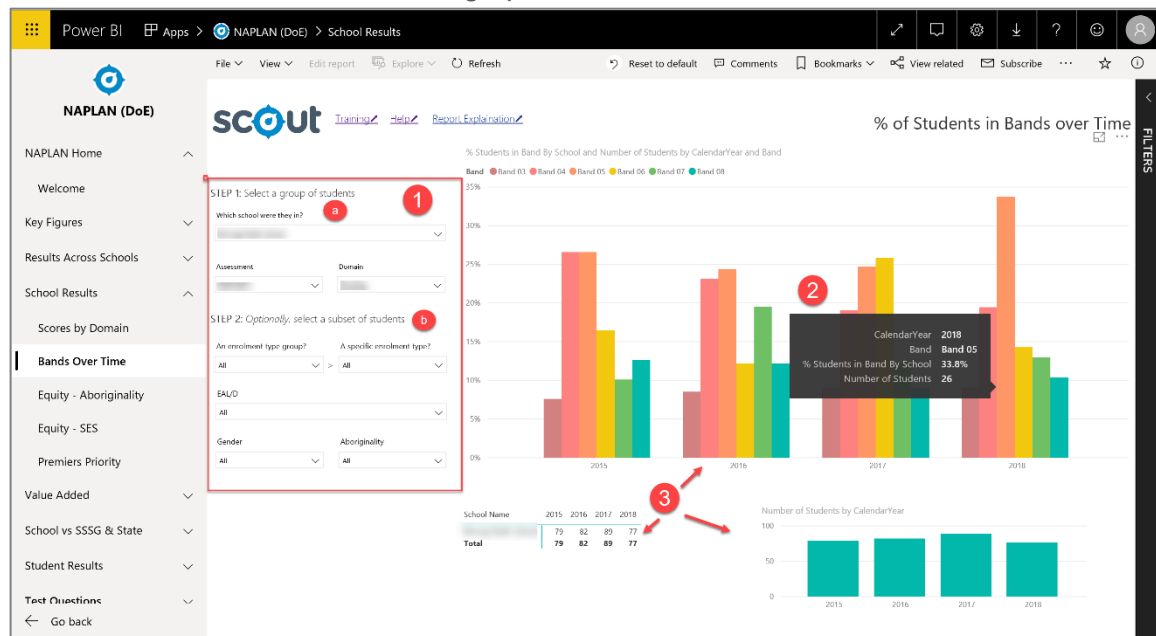 Power BI
Apps > NAPLAN (DoE) > School Results
File View Edit report Explore Refresh Reset to default Comments Bookmarks View related Subscribe
NAPLAN (DoE)
NAPLAN Home
Welcome
Key Figures
Results Across Schools
School Results
Scores by Domain
Bands Over Time
Equity - Aboriginality
Equity - SES
Premiers Priority
Value Added
School vs SSSG & State
Student Results
Test Questions
Go back
scout
Training Help Report Explaination
% of Students in Bands over Time
FILTERS
STEP 1: Select a group of students
1
Which school were they in?
a
Assessment Domain
STEP 2: Optionally, select a subset of students
b
An enrolment type group? A specific enrolment type?
All > All
EAL/D
All
Gender Aboriginality
All All
% Students in Band By School and Number of Students by CalendarYear and Band
Band Band 03 Band 04 Band 05 Band 06 Band 07 Band 08
35%
30%
25%
20%
15%
10%
5%
0%
2015 2016 2017 2018
2
CalendarYear 2018
Band Band 05
% Students in Band By School 33.8%
Number of Students 26
3
School Name 2015 2016 2017 2018
79 82 89 77
Total 79 82 89 77
Number of Students by CalendarYear
100
50
0
2015 2016 2017 2018